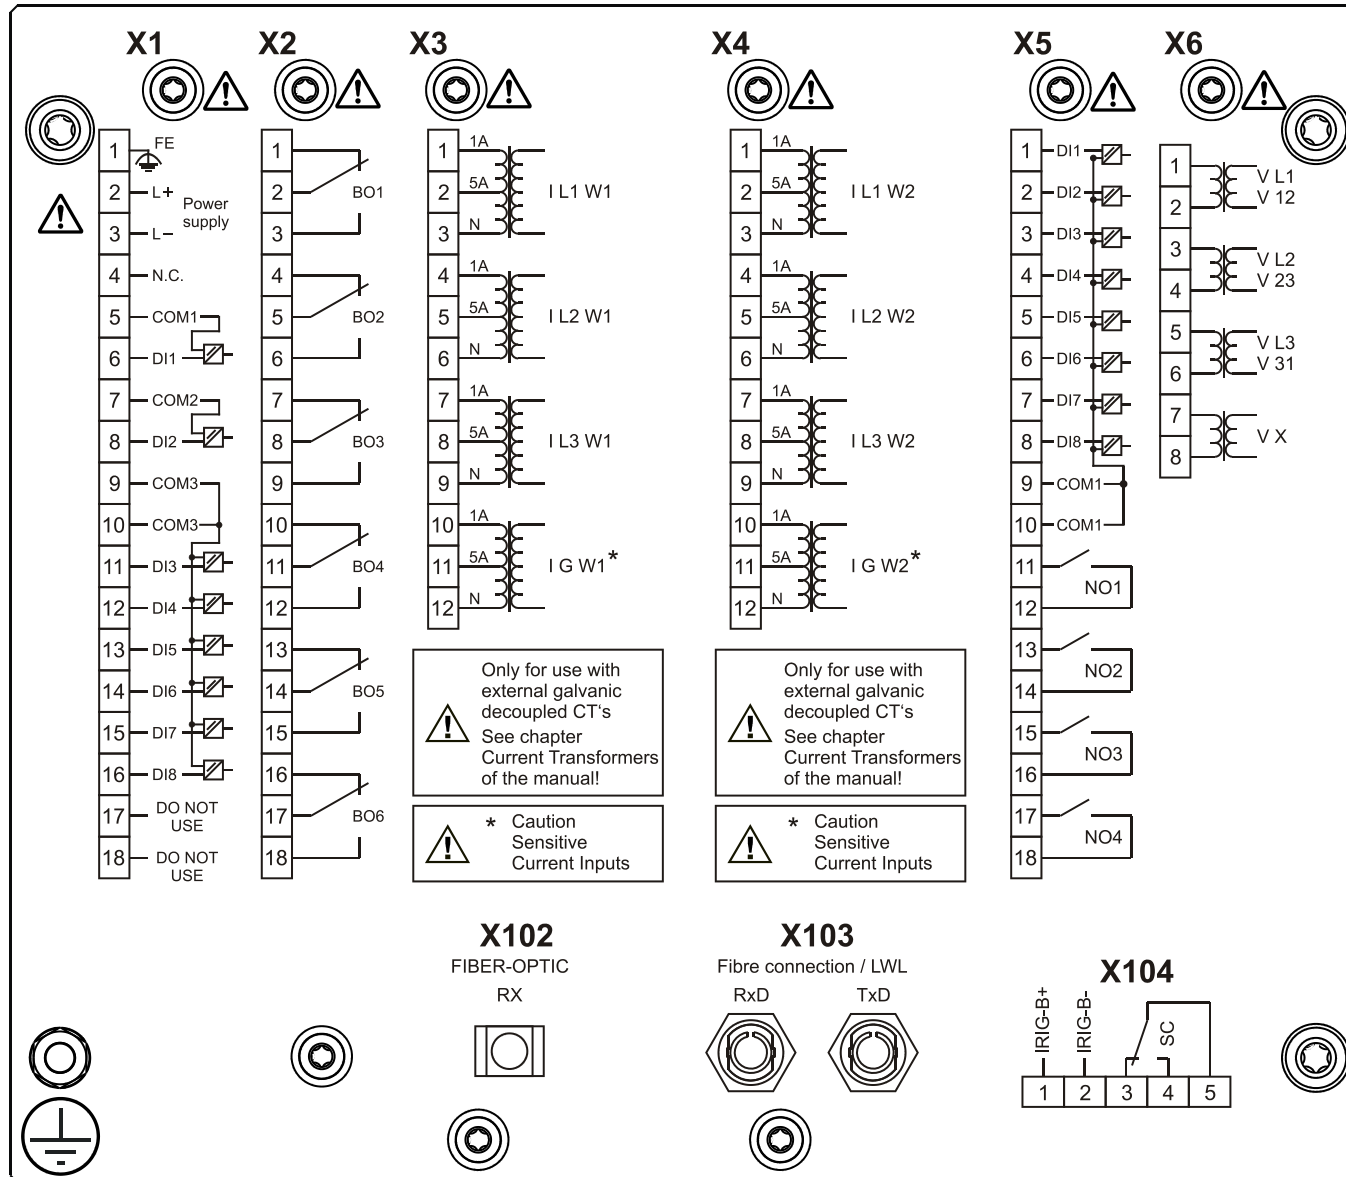 X1
1
FE
2
L+
Power
supply
3
L–
4
N.C.
5
COM1
6
DI1
7
COM2
8
DI2
9
COM3
10
COM3
11
DI3
12
DI4
13
DI5
14
DI6
15
DI7
16
DI8
17
DO NOT
USE
18
DO NOT
USE
X2
1
2
BO1
3
4
5
BO2
6
7
8
BO3
9
10
11
BO4
12
13
14
BO5
15
16
17
BO6
18
X3
1
1A
2
5A
I L1 W1
3
N
4
1A
5
5A
I L2 W1
6
N
7
1A
8
5A
I L3 W1
9
N
10
1A
11
5A
I G W1*
12
N
Only for use with
external galvanic
decoupled CT‘s
See chapter
Current Transformers
of the manual!
* Caution
Sensitive
Current Inputs
X4
1
1A
2
5A
I L1 W2
3
N
4
1A
5
5A
I L2 W2
6
N
7
1A
8
5A
I L3 W2
9
N
10
1A
11
5A
I G W2*
12
N
Only for use with
external galvanic
decoupled CT‘s
See chapter
Current Transformers
of the manual!
* Caution
Sensitive
Current Inputs
X5
1
DI1
2
DI2
3
DI3
4
DI4
5
DI5
6
DI6
7
DI7
8
DI8
9
COM1
10
COM1
11
NO1
12
13
NO2
14
15
NO3
16
17
NO4
18
X6
1
V L1
V 12
2
3
V L2
V 23
4
5
V L3
V 31
6
7
V X
8
X102
FIBER-OPTIC
RX
X103
Fibre connection / LWL
RxD TxD
X104
IRIG-B+
IRIG-B-
SC
1 2 3 4 5